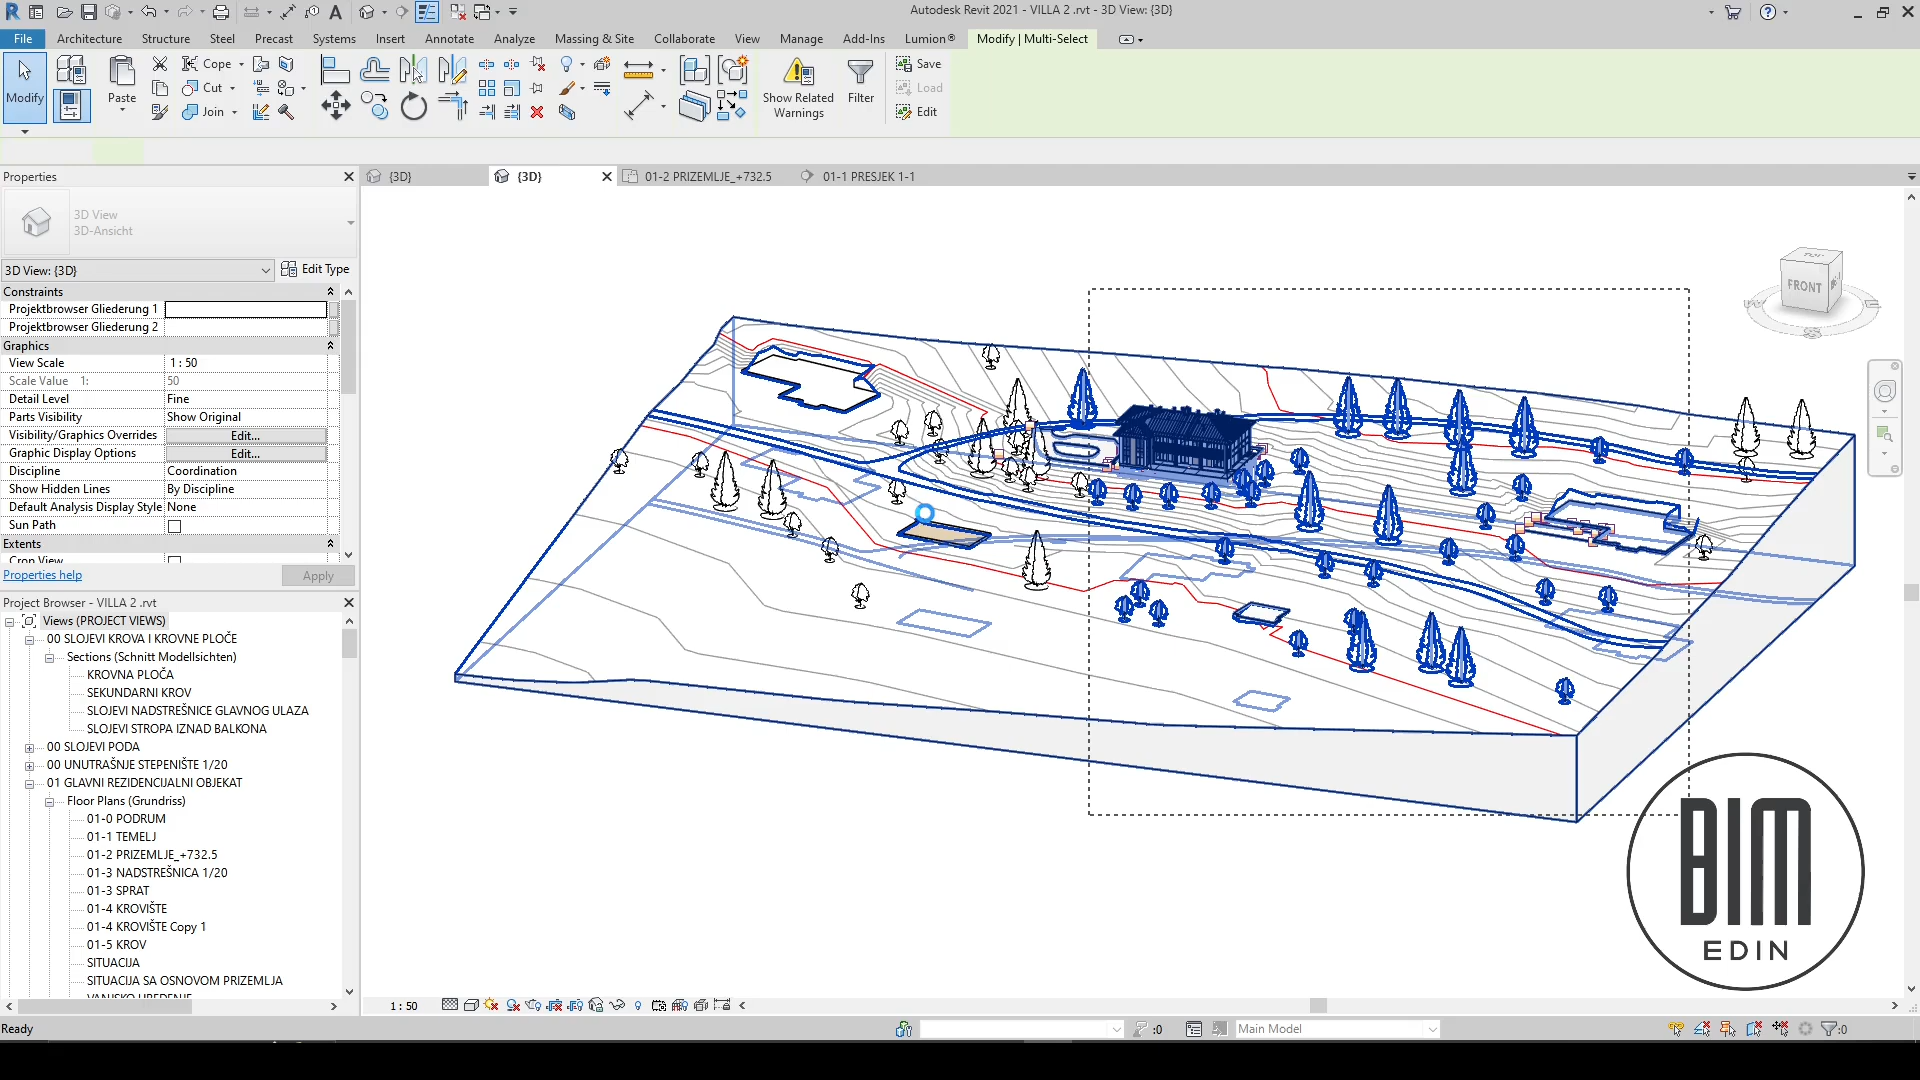 Autodesk Revit 2021 - VILLA 2 .rvt - 3D View: {3D}
File Architecture Structure Steel Precast Systems Insert Annotate Analyze Massing & Site Collaborate View Manage Add-Ins Lumion® Modify | Multi-Select
Modify
Paste
Cope
Cut
Join
Show Related Warnings
Filter
Save
Load
Edit
Properties
{3D}
{3D}
01-2 PRIZEMLJE_+732.5
01-1 PRESJEK 1-1
3D View
3D-Ansicht
3D View: {3D}
Edit Type
Constraints
Projektbrowser Gliederung 1
Projektbrowser Gliederung 2
Graphics
View Scale 1 : 50
Scale Value 1: 50
Detail Level Fine
Parts Visibility Show Original
Visibility/Graphics Overrides Edit...
Graphic Display Options Edit...
Discipline Coordination
Show Hidden Lines By Discipline
Default Analysis Display Style None
Sun Path
Extents
Crop View
Properties help
Apply
Project Browser - VILLA 2 .rvt
Views (PROJECT VIEWS)
00 SLOJEVI KROVA I KROVNE PLOČE
Sections (Schnitt Modellsichten)
KROVNA PLOČA
SEKUNDARNI KROV
SLOJEVI NADSTREŠNICE GLAVNOG ULAZA
SLOJEVI STROPA IZNAD BALKONA
00 SLOJEVI PODA
00 UNUTRAŠNJE STEPENIŠTE 1/20
01 GLAVNI REZIDENCIJALNI OBJEKAT
Floor Plans (Grundriss)
01-0 PODRUM
01-1 TEMELJ
01-2 PRIZEMLJE_+732.5
01-3 NADSTREŠNICA 1/20
01-3 SPRAT
01-4 KROVIŠTE
01-4 KROVIŠTE Copy 1
01-5 KROV
SITUACIJA
SITUACIJA SA OSNOVOM PRIZEMLJA
VANJSKO UREĐENJE
FRONT
TOP
BIM
EDIN
1 : 50
Ready
:0
Main Model
:0